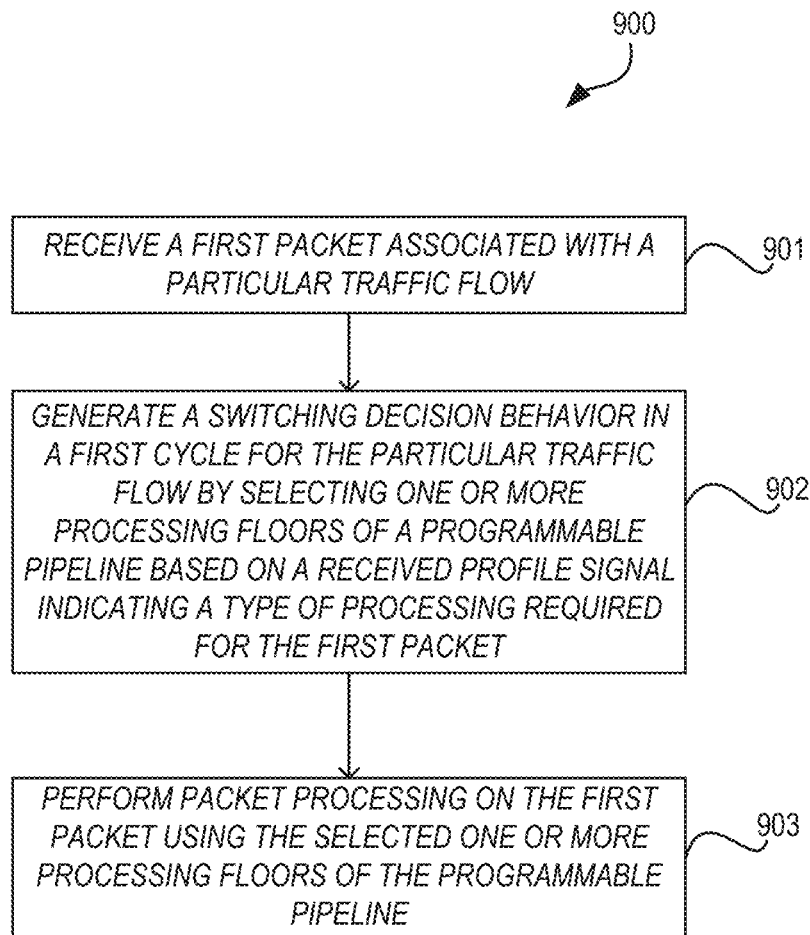 900
RECEIVE A FIRST PACKET ASSOCIATED WITH A
PARTICULAR TRAFFIC FLOW
901
GENERATE A SWITCHING DECISION BEHAVIOR IN
A FIRST CYCLE FOR THE PARTICULAR TRAFFIC
FLOW BY SELECTING ONE OR MORE
PROCESSING FLOORS OF A PROGRAMMABLE
PIPELINE BASED ON A RECEIVED PROFILE SIGNAL
INDICATING A TYPE OF PROCESSING REQUIRED
FOR THE FIRST PACKET
902
PERFORM PACKET PROCESSING ON THE FIRST
PACKET USING THE SELECTED ONE OR MORE
PROCESSING FLOORS OF THE PROGRAMMABLE
PIPELINE
903